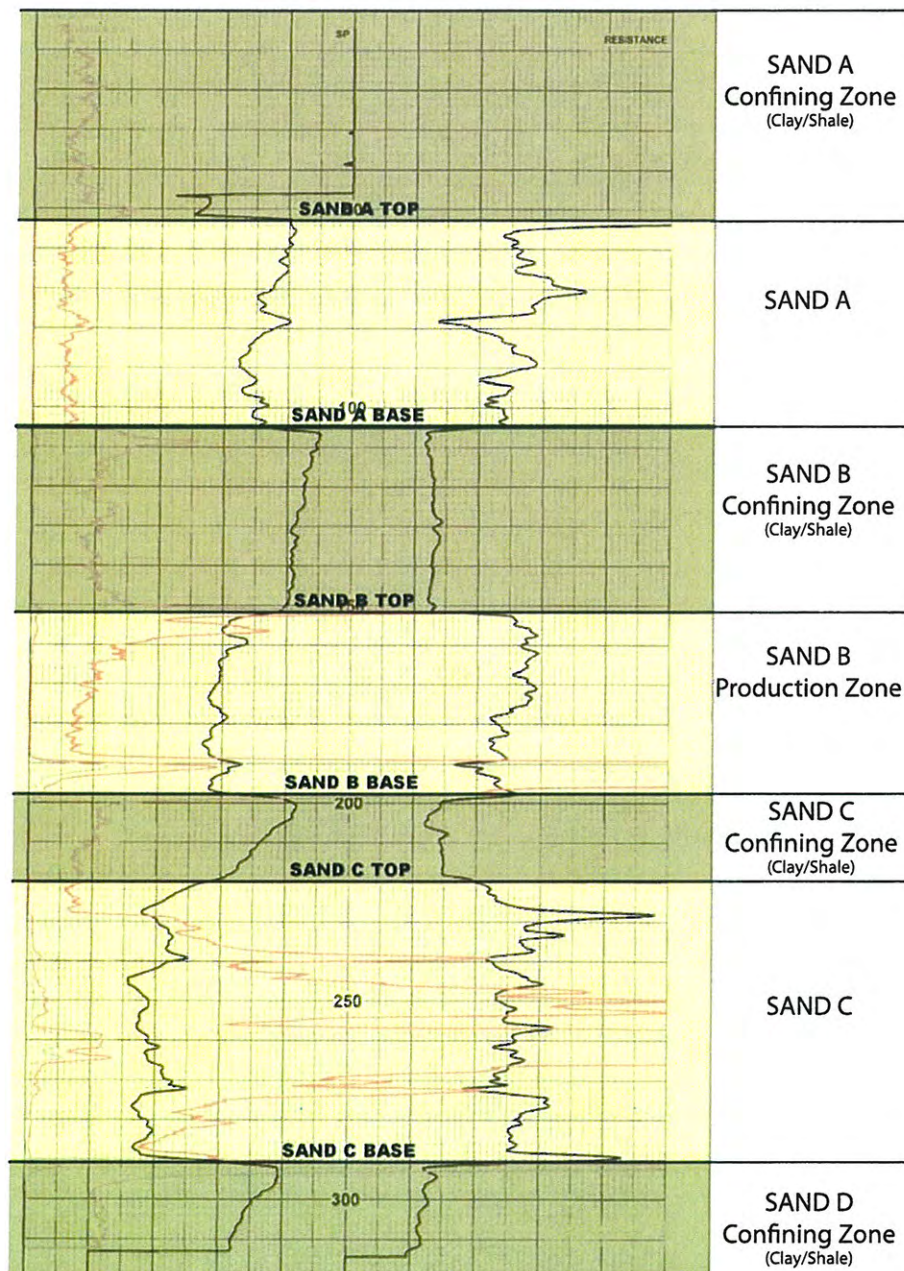 SP
RESISTANCE
SAND A
Confining Zone
(Clay/Shale)
SAND A TOP
SAND A
100
SAND A BASE
SAND B
Confining Zone
(Clay/Shale)
SAND B TOP
SAND B
Production Zone
SAND B BASE
200
SAND C
Confining Zone
(Clay/Shale)
SAND C TOP
250
SAND C
SAND C BASE
300
SAND D
Confining Zone
(Clay/Shale)